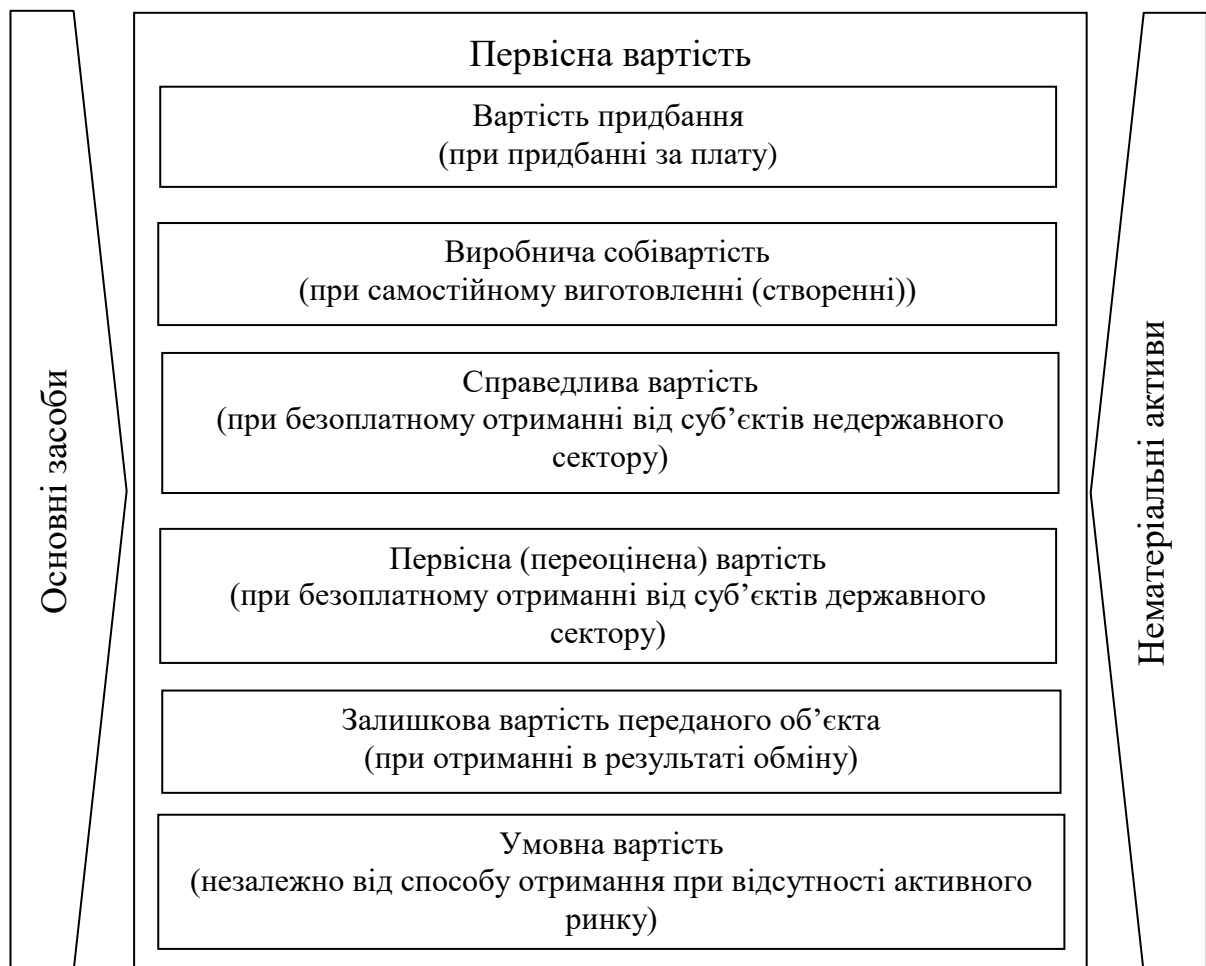 Основні засоби
Первісна вартість
Вартість придбання
(при придбанні за плату)
Виробнича собівартість
(при самостійному виготовленні (створенні))
Справедлива вартість
(при безоплатному отриманні від суб’єктів недержавного
сектору)
Первісна (переоцінена) вартість
(при безоплатному отриманні від суб’єктів державного
сектору)
Залишкова вартість переданого об’єкта
(при отриманні в результаті обміну)
Умовна вартість
(незалежно від способу отримання при відсутності активного
ринку)
Нематеріальні активи